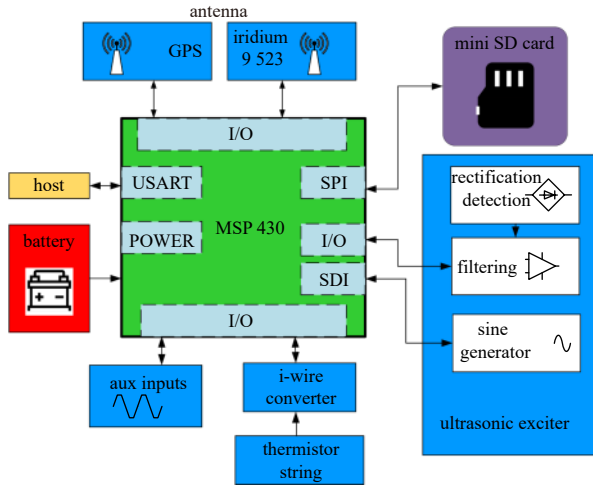 antenna
GPS
iridium
9 523
mini SD card
I/O
USART
SPI
host
rectification
detection
battery
POWER
MSP 430
I/O
filtering
SDI
I/O
sine
generator
aux inputs
i-wire
converter
ultrasonic exciter
thermistor
string